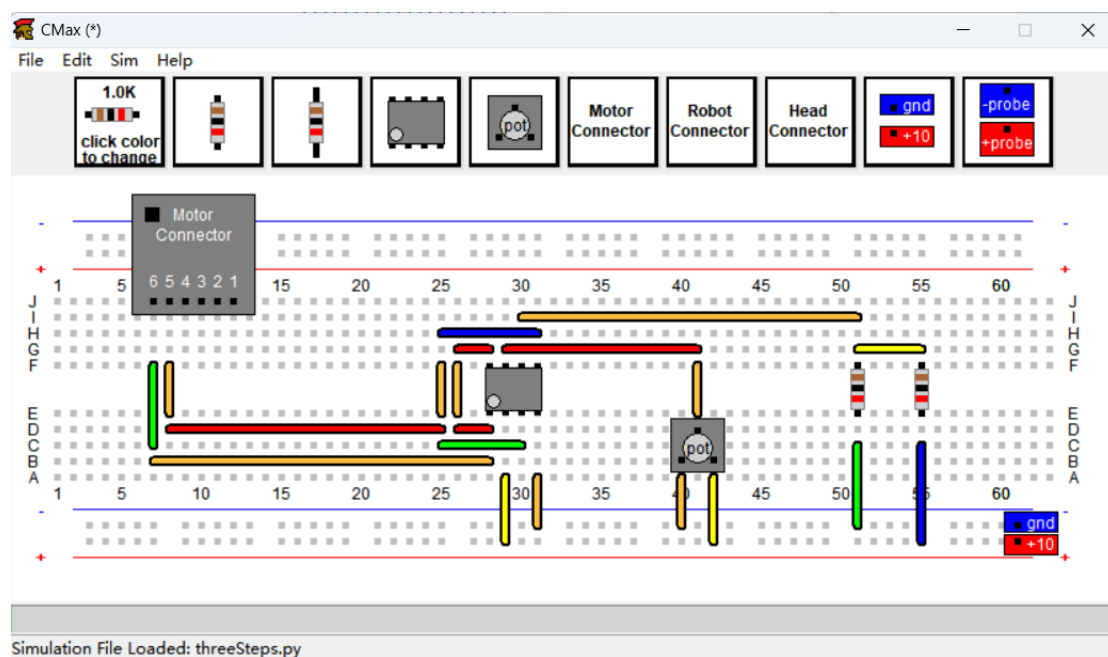 CMax (*)
File Edit Sim Help
1.0K
click color
to change
pot
Motor
Connector
Robot
Connector
Head
Connector
gnd
+10
-probe
+probe
Motor
Connector
6 5 4 3 2 1
- -
+ +
1 5 15 20 25 30 35 40 45 50 55 60
J J
I I
H H
G G
F F
E E
D D
C C
B B
A A
pot
1 5 10 15 20 25 30 35 40 45 50 55 60
- -
gnd
+10
+ +
Simulation File Loaded: threeSteps.py